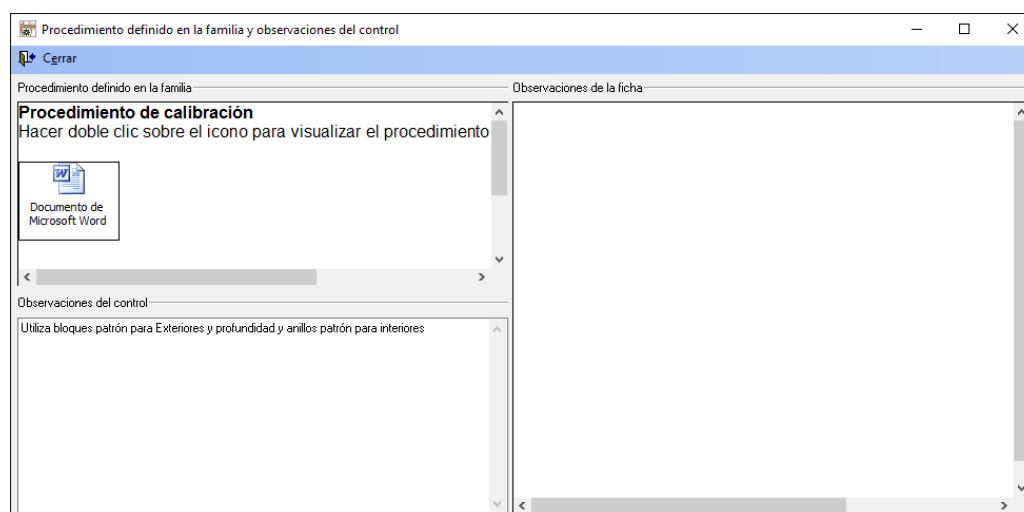 Procedimiento definido en la familia y observaciones del control
Cerrar
Procedimiento definido en la familia
Procedimiento de calibración
Hacer doble clic sobre el icono para visualizar el procedimiento
Documento de
Microsoft Word
Observaciones del control
Utiliza bloques patrón para Exteriores y profundidad y anillos patrón para interiores
Observaciones de la ficha